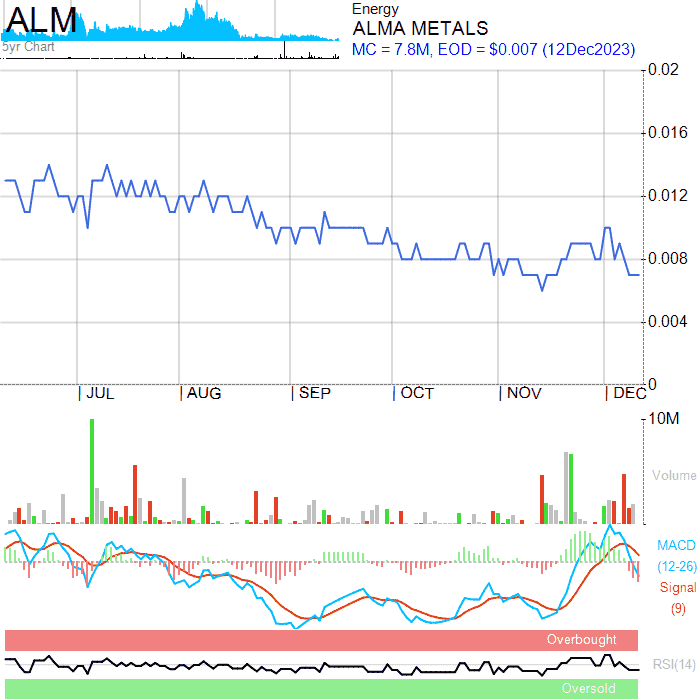 ALM
5yr Chart
Energy
ALMA METALS
MC = 7.8M, EOD = $0.007 (12Dec2023)
0.02
0.016
0.012
0.008
0.004
0
JUL AUG SEP OCT NOV DEC
10M
Volume
MACD
(12-26)
Signal
(9)
Overbought
RSI(14)
Oversold